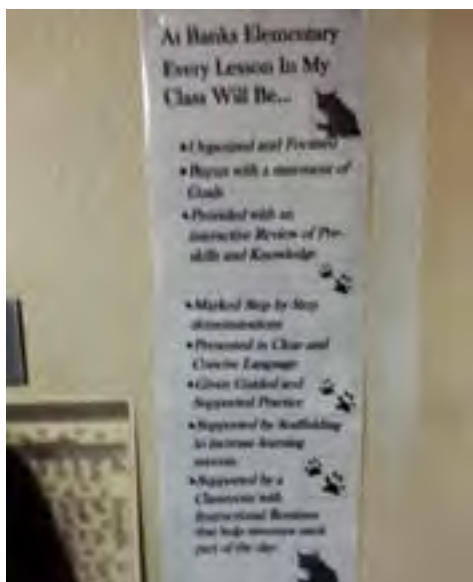 At Banks Elementary
Every Lesson In My
Class Will Be...
•Organized and Focused
•Begun with a statement of
Goals
•Provided with an
interactive Review of Pre-
skills and Knowledge
•Marked Step by Step
demonstrations
•Presented in Clear and
Concise Language
•Given Guided and
Supported Practice
•Supported by Scaffolding
to increase learning
success
•Supported by a
Classroom with
Instructional Routines
that help structure each
part of the day